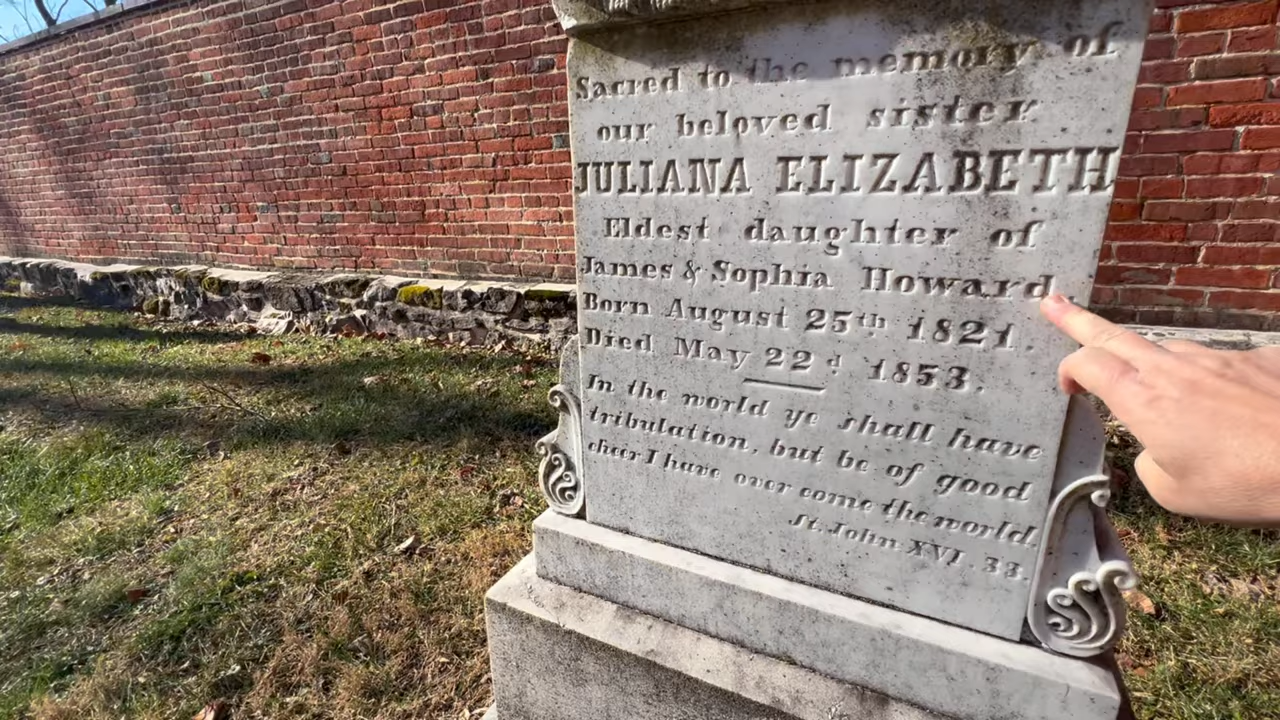 Sacred to the memory of
our beloved sister
JULIANA ELIZABETH
Eldest daughter of
James & Sophia Howard
Born August 25th 1821.
Died May 22d 1853.
In the world ye shall have
tribulation, but be of good
cheer I have over come the world.
St. John XVI. 33.